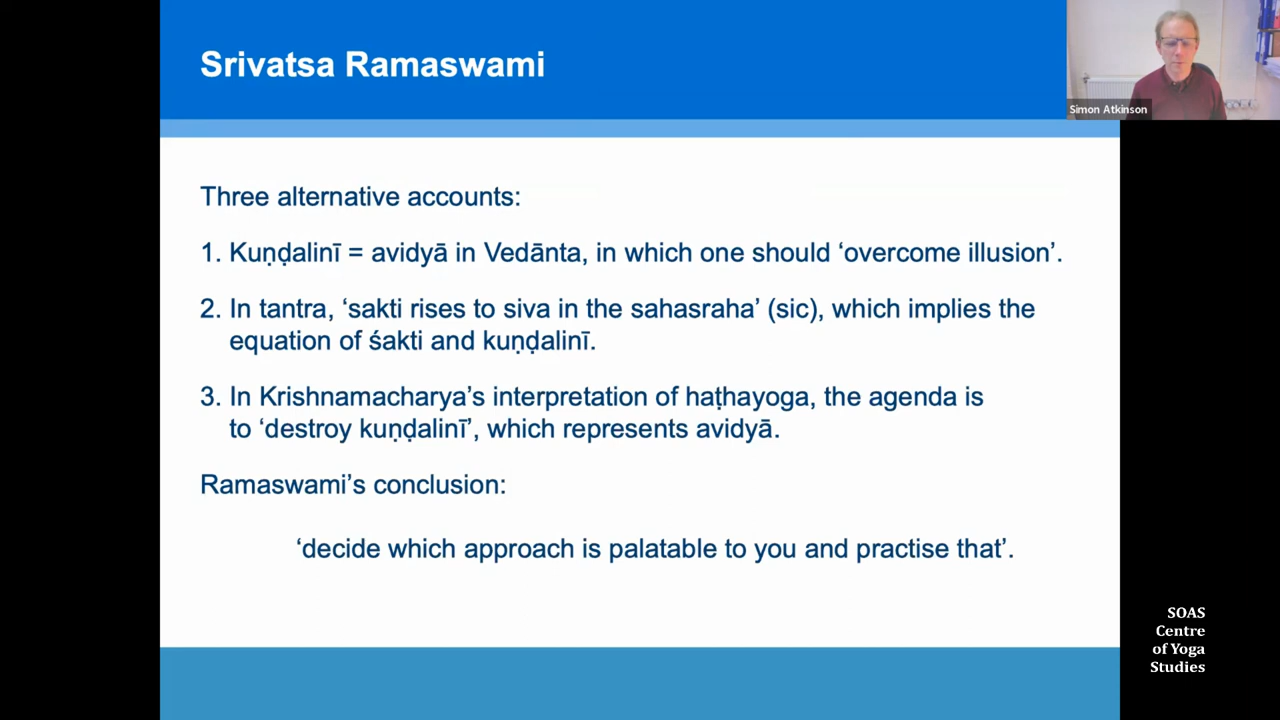 Srivatsa Ramaswami
Simon Atkinson
Three alternative accounts:
1. Kuṇḍalinī = avidyā in Vedānta, in which one should ‘overcome illusion’.
2. In tantra, ‘sakti rises to siva in the sahasraha’ (sic), which implies the
equation of śakti and kuṇḍalinī.
3. In Krishnamacharya’s interpretation of haṭhayoga, the agenda is
to ‘destroy kuṇḍalinī’, which represents avidyā.
Ramaswami’s conclusion:
‘decide which approach is palatable to you and practise that’.
SOAS
Centre
of Yoga
Studies